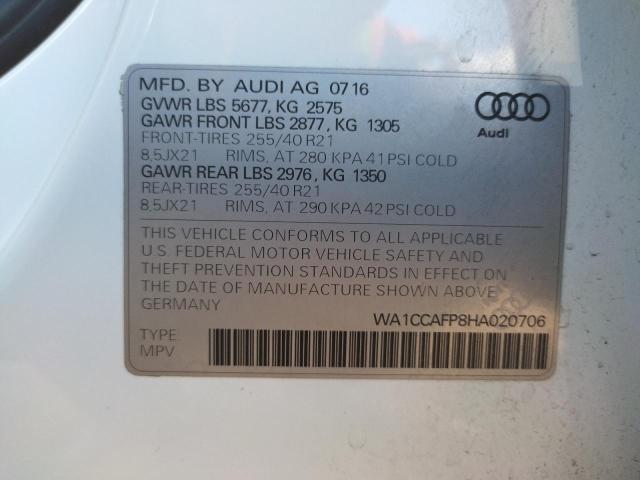 MFD. BY AUDI AG 07 16
GVWR LBS 5677, KG 2575
GAWR FRONT LBS 2877, KG 1305
FRONT-TIRES 255/40 R21
8,5JX21 RIMS, AT 280 KPA 41 PSI COLD
GAWR REAR LBS 2976, KG 1350
REAR-TIRES 255/40 R21
8,5JX21 RIMS, AT 290 KPA 42 PSI COLD
Audi
THIS VEHICLE CONFORMS TO ALL APPLICABLE
U.S. FEDERAL MOTOR VEHICLE SAFETY AND
THEFT PREVENTION STANDARDS IN EFFECT ON
THE DATE OF MANUFACTURE SHOWN ABOVE
GERMANY
WA1CCAFP8HA020706
TYPE:
MPV